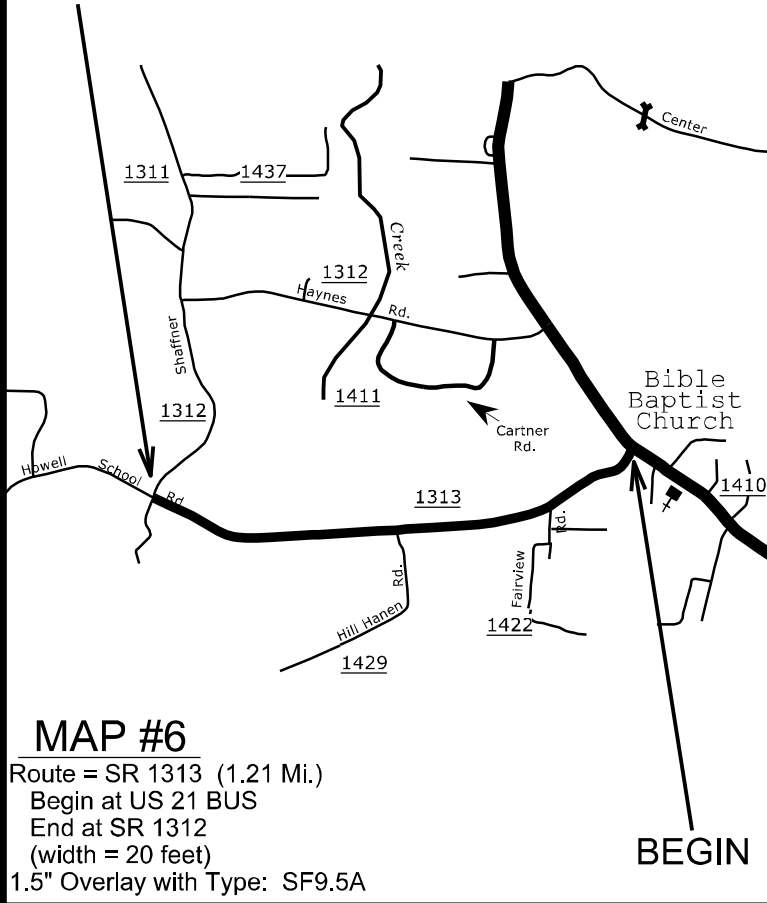 Center
1311
1437
Creek
1312
Haynes
Rd.
Shaffner
Bible
Baptist
Church
1411
1312
Cartner
Rd.
Howell
School
Rd
1313
1410
Rd.
Rd.
Fairview
Hill Hanen
1422
1429
MAP #6
Route = SR 1313 (1.21 Mi.)
Begin at US 21 BUS
End at SR 1312
(width = 20 feet)
1.5" Overlay with Type: SF9.5A
BEGIN